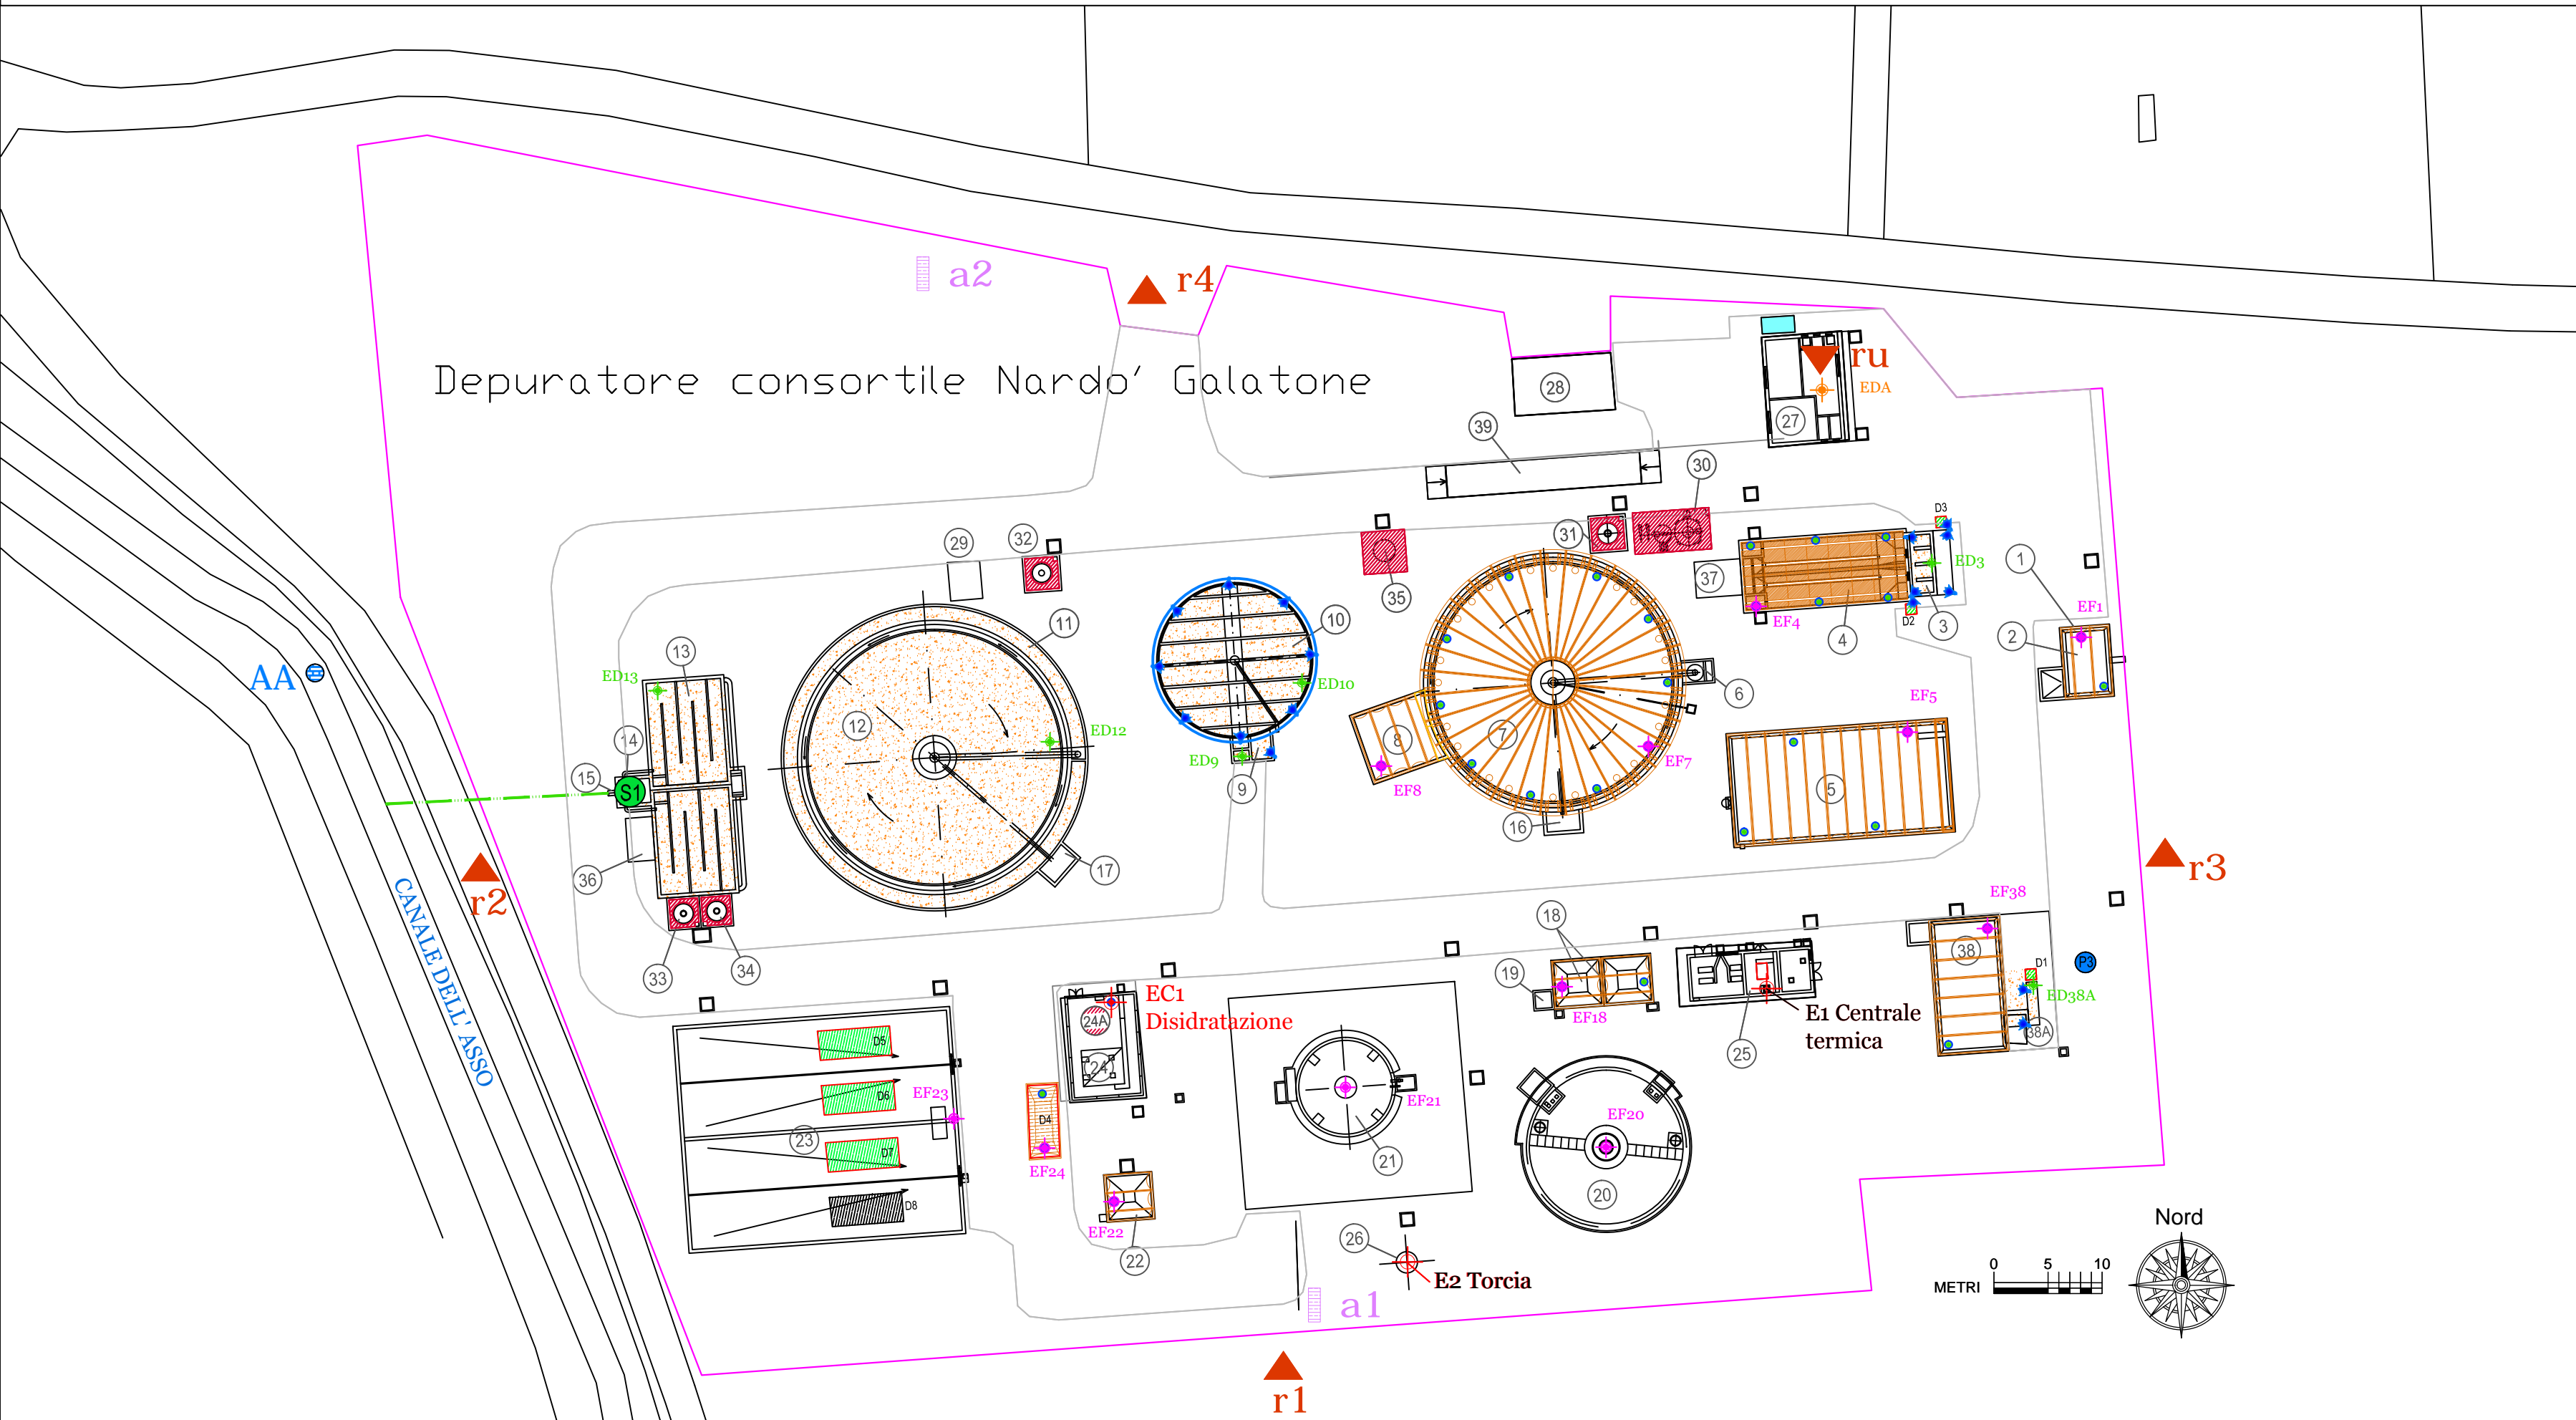 a2
r4
ru
EDA
Depuratore consortile Nardo' Galatone
28
27
39
30
31
29
32
35
37
D3
ED3
D2
3
4
EF4
1
EF1
2
11
10
13
ED13
12
ED12
ED10
ED9
9
AA
14
15
S1
36
17
6
7
8
EF7
EF8
16
EF5
5
r2
r3
33
34
CANALE DELL' ASSO
18
19
EF18
EF38
38
D1
P3
ED38A
38A
EC1
Disidratazione
24A
24
E1 Centrale
termica
25
D5
D6
D7
D8
23
EF23
D4
EF24
EF22
22
EF21
21
EF20
20
26
E2 Torcia
a1
r1
Nord
METRI
0 5 10